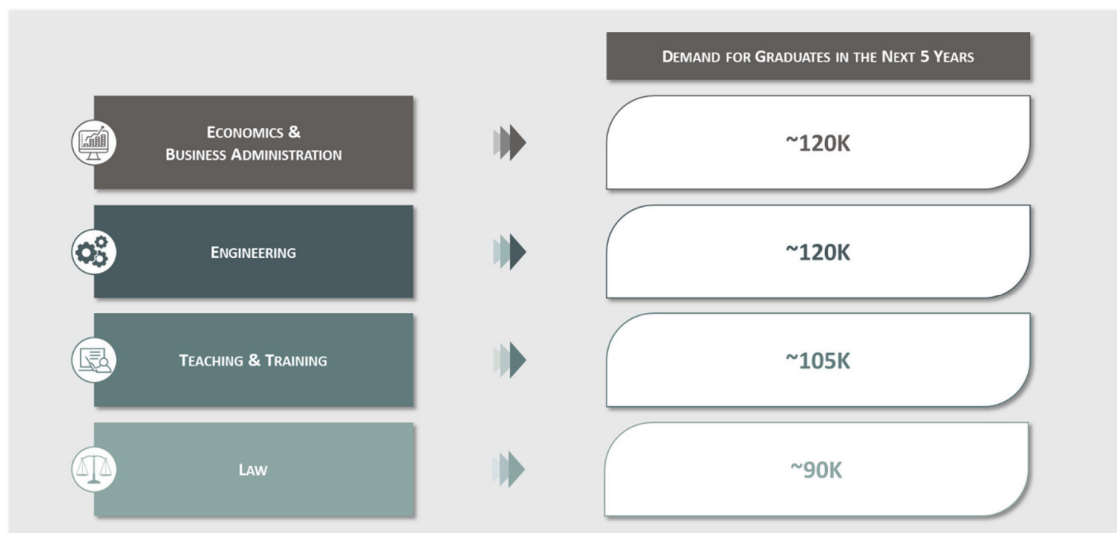 DEMAND FOR GRADUATES IN THE NEXT 5 YEARS
ECONOMICS &
BUSINESS ADMINISTRATION
~120K
ENGINEERING
~120K
TEACHING & TRAINING
~105K
LAW
~90K